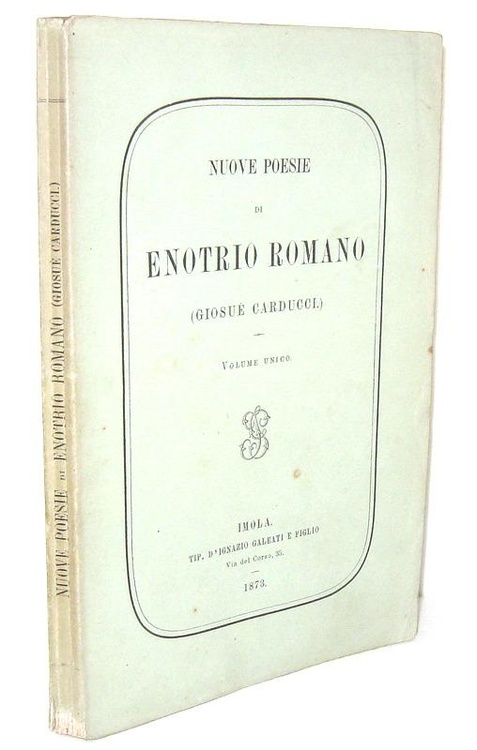 NUOVE POESIE DI ENOTRIO ROMANO (GIOSUÈ CARDUCCI.)
NUOVE POESIE
DI
ENOTRIO ROMANO
(GIOSUÈ CARDUCCI.)
VOLUME UNICO.
IMOLA.
TIP. D'IGNAZIO GALEATI E FIGLIO
Via del Corso, 35.
1873.